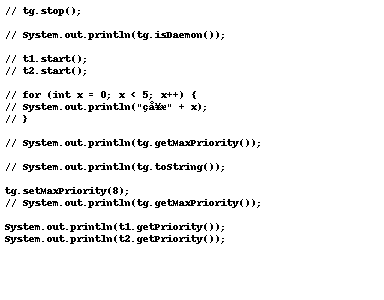 // tg.stop();
// System.out.println(tg.isDaemon());
// t1.start();
// t2.start();
// for (int x = 0; x < 5; x++) {
// System.out.println("çå¾æ" + x);
// }
// System.out.println(tg.getMaxPriority());
// System.out.println(tg.toString());
tg.setMaxPriority(8);
// System.out.println(tg.getMaxPriority());
System.out.println(t1.getPriority());
System.out.println(t2.getPriority());